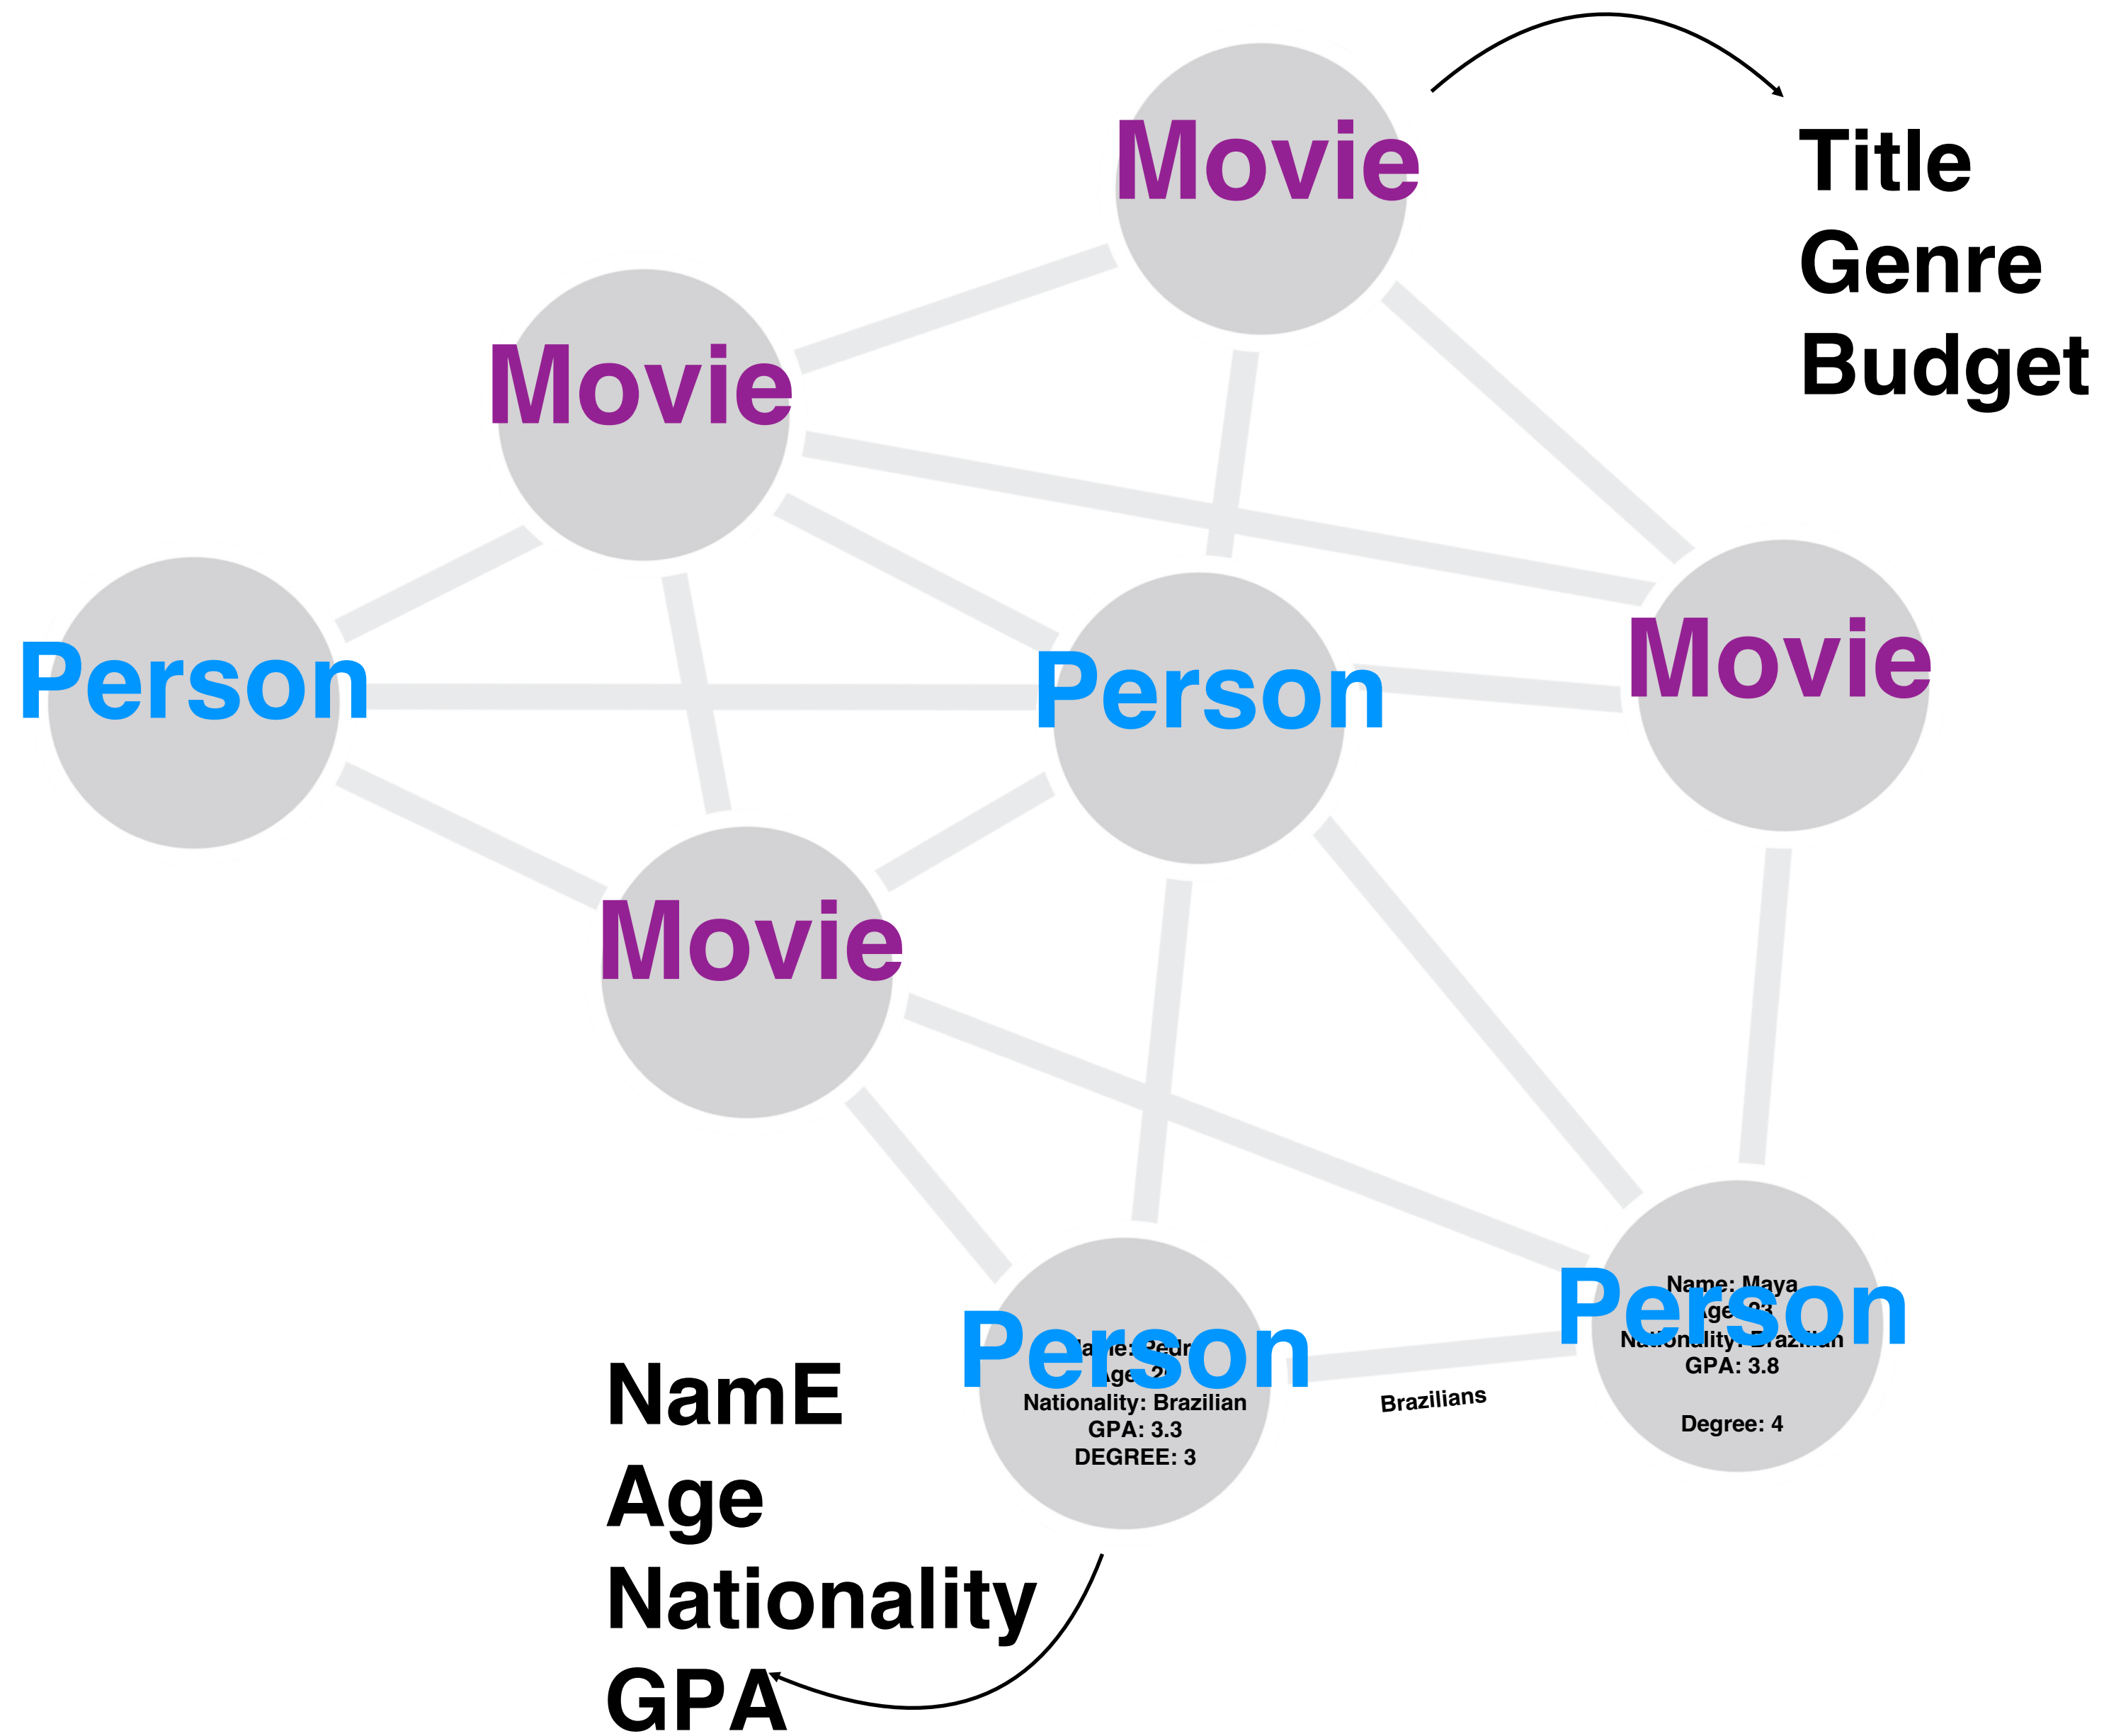 Movie
Title
Genre
Budget
Movie
Movie
Person
Person
Movie
Person
Name: Maya
Nationality: Brazilian
GPA: 3.8
Degree: 4
Person
Nationality: Brazilian
GPA: 3.3
DEGREE: 3
Brazilians
NamE
Age
Nationality
GPA